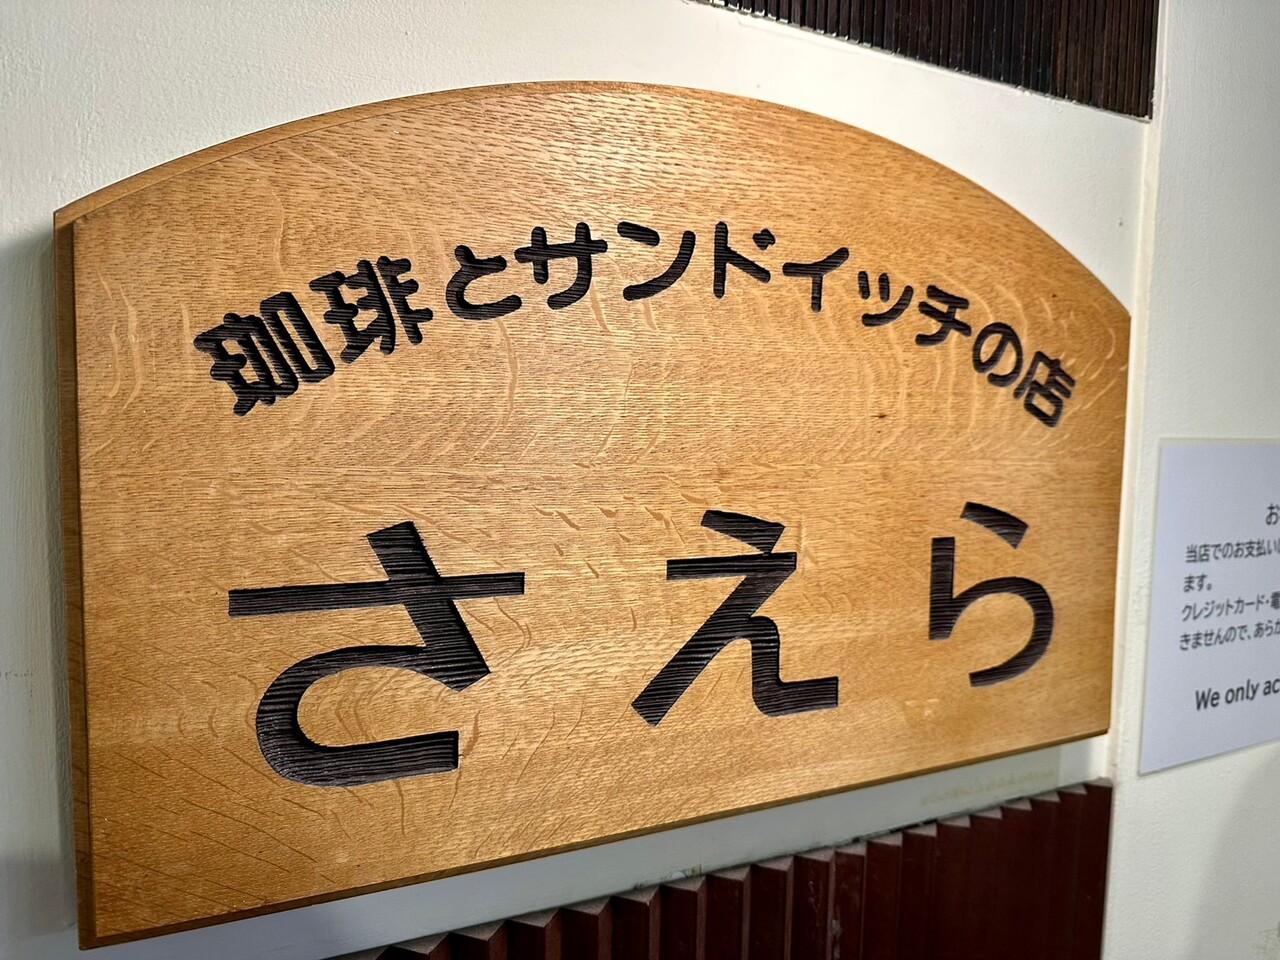 珈琲とサンドイッチの店
さえら
お
当店でのお支払い
ます。
クレジットカード・電
きませんので、あらか
We only ac